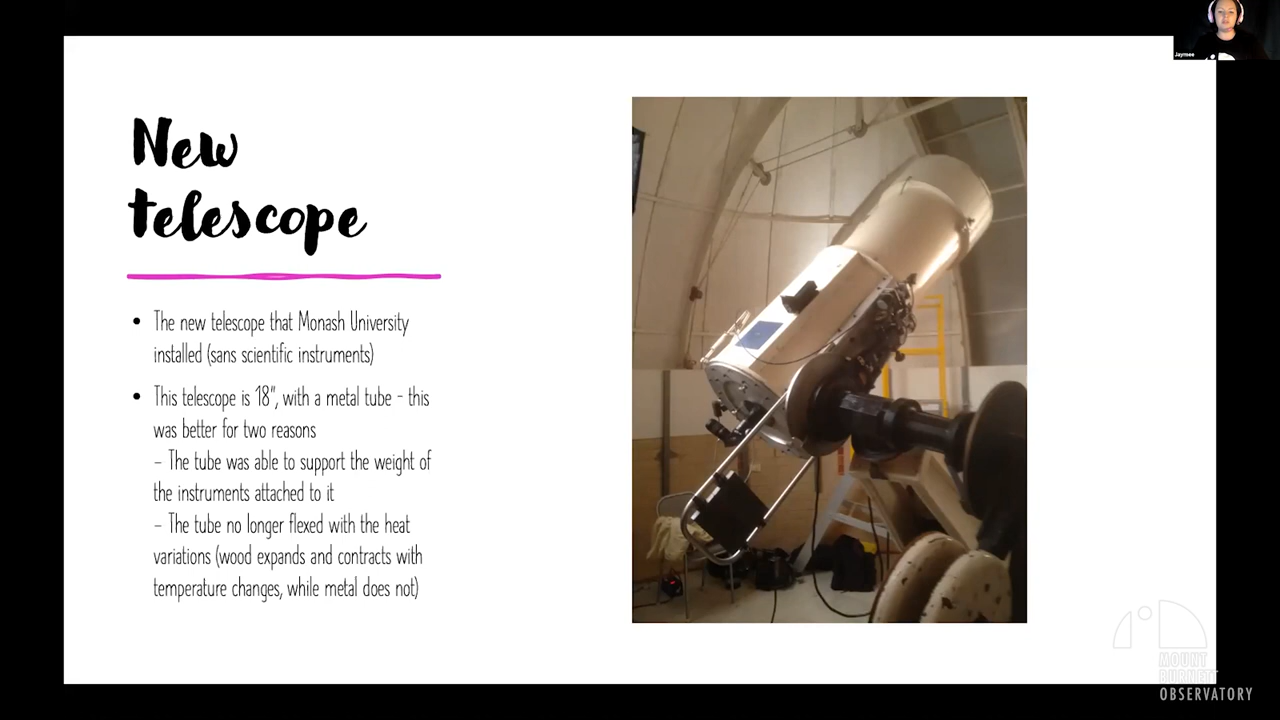 Jaymee
New
telescope
• The new telescope that Monash University
installed (sans scientific instruments)
• This telescope is 18”, with a metal tube - this
was better for two reasons
– The tube was able to support the weight of
the instruments attached to it
– The tube no longer flexed with the heat
variations (wood expands and contracts with
temperature changes, while metal does not)
MOUNT
BURNETT
OBSERVATORY